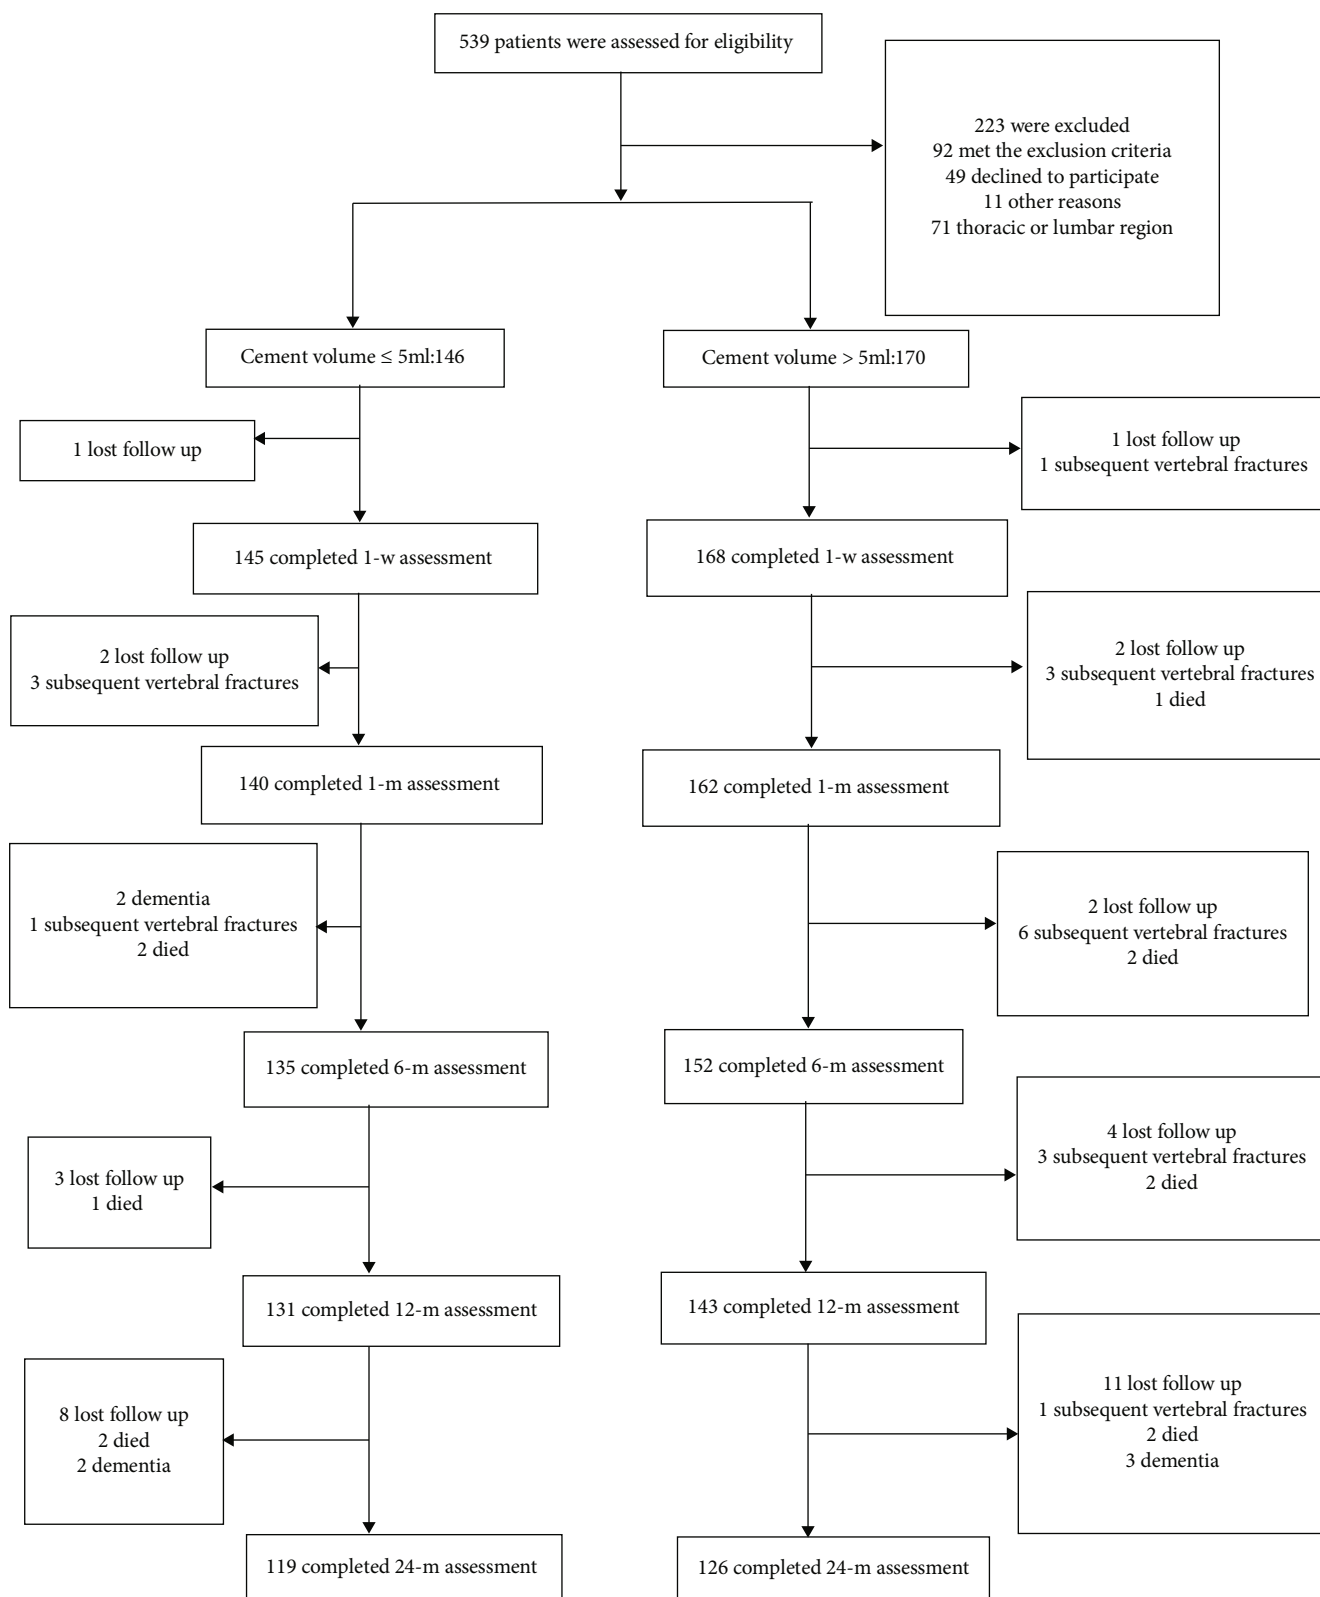 539 patients were assessed for eligibility
223 were excluded
92 met the exclusion criteria
49 declined to participate
11 other reasons
71 thoracic or lumbar region
Cement volume ≤ 5ml:146
Cement volume > 5ml:170
1 lost follow up
1 lost follow up
1 subsequent vertebral fractures
145 completed 1-w assessment
168 completed 1-w assessment
2 lost follow up
3 subsequent vertebral fractures
2 lost follow up
3 subsequent vertebral fractures
1 died
140 completed 1-m assessment
162 completed 1-m assessment
2 dementia
1 subsequent vertebral fractures
2 died
2 lost follow up
6 subsequent vertebral fractures
2 died
135 completed 6-m assessment
152 completed 6-m assessment
3 lost follow up
1 died
4 lost follow up
3 subsequent vertebral fractures
2 died
131 completed 12-m assessment
143 completed 12-m assessment
8 lost follow up
2 died
2 dementia
11 lost follow up
1 subsequent vertebral fractures
2 died
3 dementia
119 completed 24-m assessment
126 completed 24-m assessment